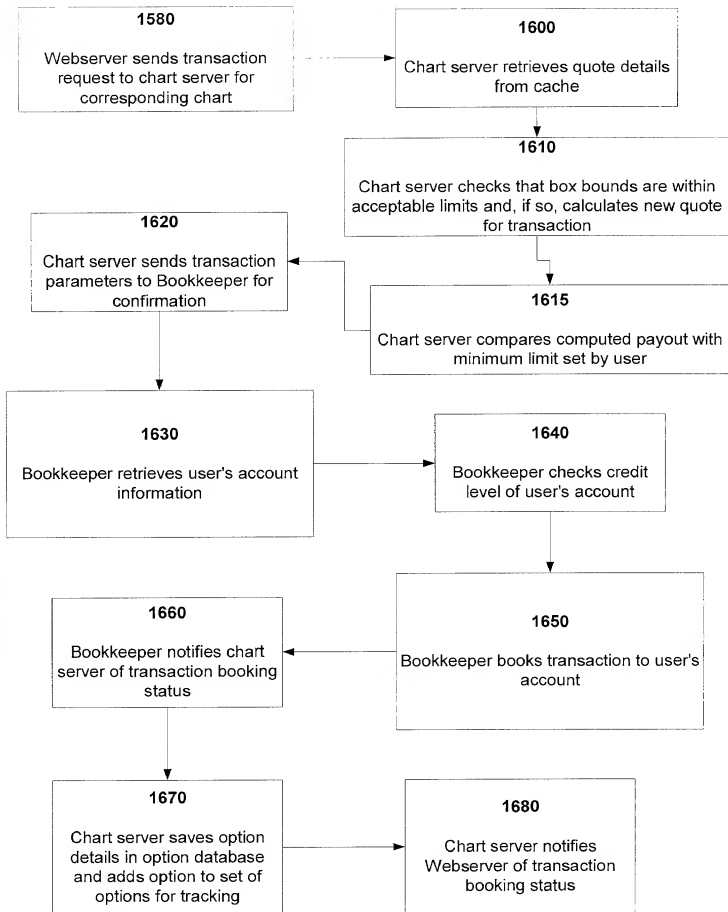 1580
Webserver sends transaction
request to chart server for
corresponding chart
1600
Chart server retrieves quote details
from cache
1610
Chart server checks that box bounds are within
acceptable limits and, if so, calculates new quote
for transaction
1620
Chart server sends transaction
parameters to Bookkeeper for
confirmation
1615
Chart server compares computed payout with
minimum limit set by user
1630
Bookkeeper retrieves user's account
information
1640
Bookkeeper checks credit
level of user's account
1650
Bookkeeper books transaction to user's
account
1660
Bookkeeper notifies chart
server of transaction booking
status
1670
Chart server saves option
details in option database
and adds option to set of
options for tracking
1680
Chart server notifies
Webserver of transaction
booking status